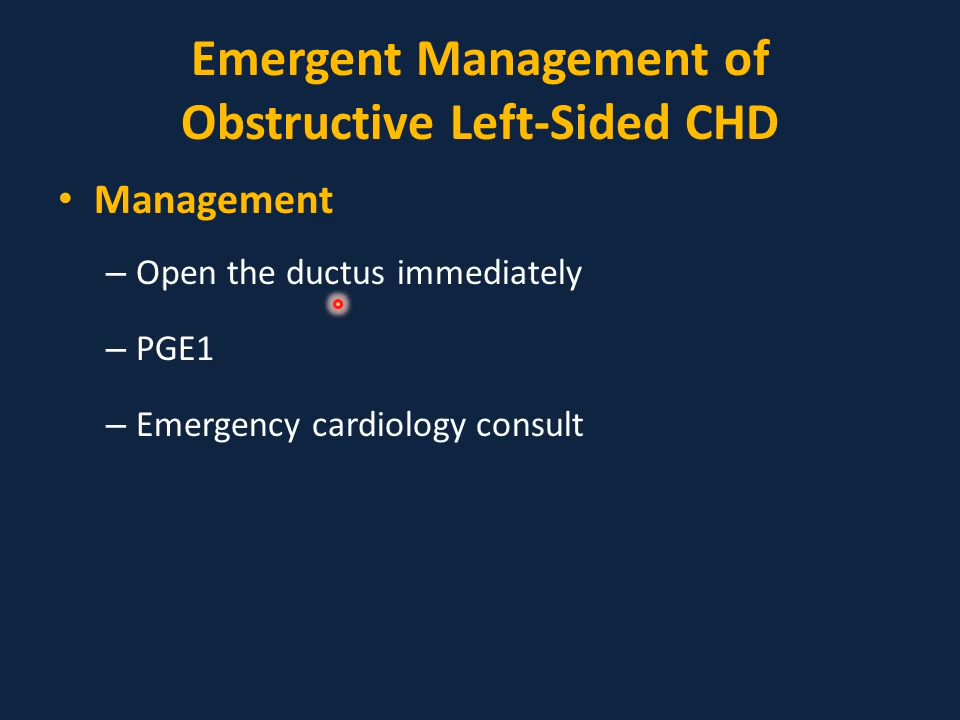 Emergent Management of
Obstructive Left-Sided CHD
• Management
– Open the ductus immediately
– PGE1
– Emergency cardiology consult